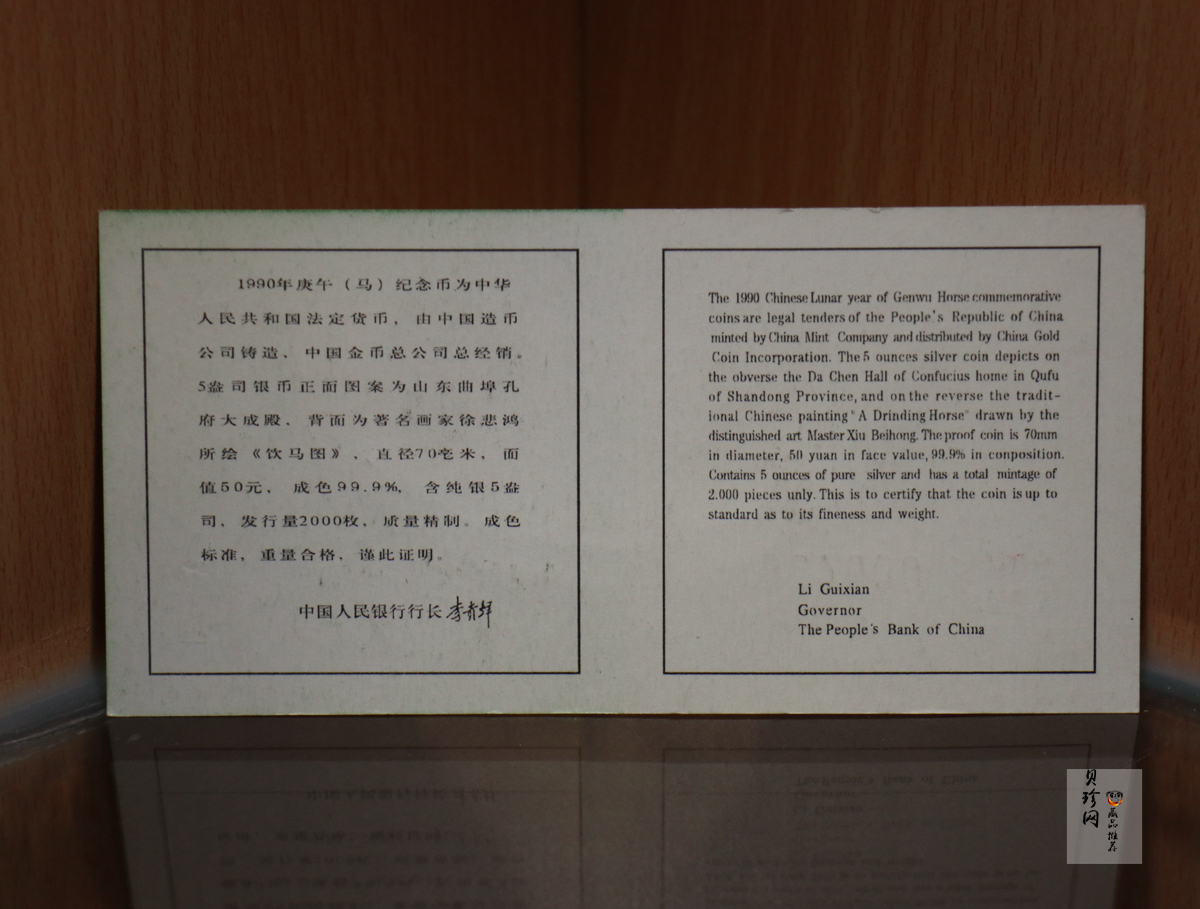 1990年庚午（马）纪念币为中华
人民共和国法定货币，由中国造币
公司铸造、中国金币总公司总经销。
5盎司银币正面图案为山东曲埠孔
府大成殿、背面为著名画家徐悲鸿
所绘《饮马图》、直径70毫米，面
值50元，成色99.9%，含纯银5盎
司，发行量2000枚，质量精制。成色
标准，重量合格，谨此证明。
中国人民银行行长
The 1990 Chinese Lunar year of Genwu Horse commemorative
coins are legal tenders of the People's Republic of China
minted by China Mint Company and distributed by China Gold
Coin Incorporation. The 5 ounces silver coin depicts on
the obverse the Da Chen Hall of Confucius home in Qufu
of Shandong Province, and on the reverse the tradit-
ional Chinese painting "A Drinding Horse" drawn by the
distinguished art Master Xiu Beihong. The proof coin is 70mm
in diameter, 50 yuan in face value, 99.9% in conposition.
Contains 5 ounces of pure silver and has a total mintage of
2.000 pieces unly. This is to certify that the coin is up to
standard as to its fineness and weight.
Li Guixian
Governor
The People's Bank of China
贝珍网
藏品推荐